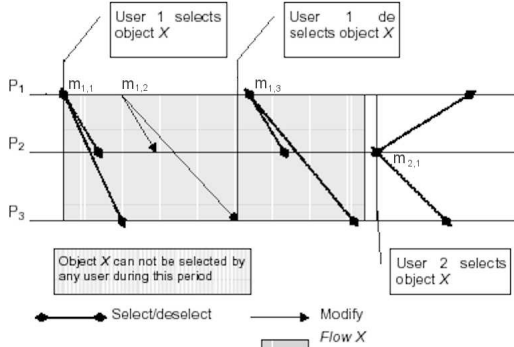 User 1 selects
object X
User 1 de
selects object X
P1
m1,1
m1,2
m1,3
P2
m2,1
P3
Object X can not be selected by
any user during this period
User 2 selects
object X
Select/deselect
Modify
Flow X